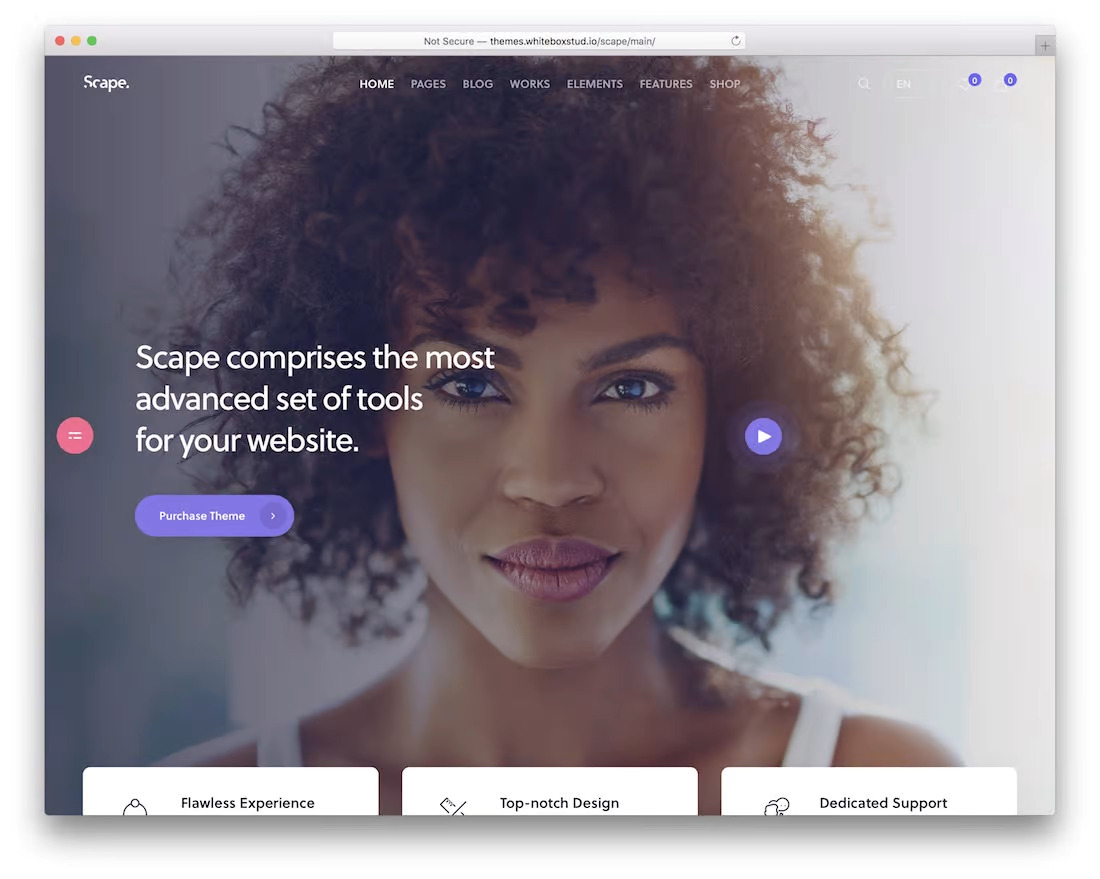 Not Secure — themes.whiteboxstud.io/scape/main/
Scape.
HOME PAGES BLOG WORKS ELEMENTS FEATURES SHOP
EN 0 0
Scape comprises the most
advanced set of tools
for your website.
Purchase Theme
Flawless Experience
Top-notch Design
Dedicated Support